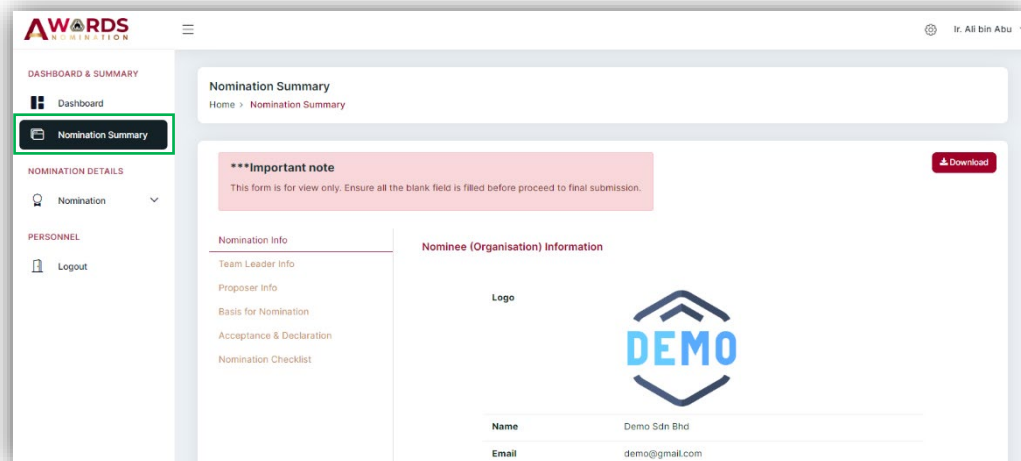 AWARDS
NOMINATION
Ir. Ali bin Abu
DASHBOARD & SUMMARY
Dashboard
Nomination Summary
NOMINATION DETAILS
Nomination
PERSONNEL
Logout
Nomination Summary
Home > Nomination Summary
***Important note
This form is for view only. Ensure all the blank field is filled before proceed to final submission.
Download
Nomination Info
Team Leader Info
Proposer Info
Basis for Nomination
Acceptance & Declaration
Nomination Checklist
Nominee (Organisation) Information
Logo
DEMO
Name Demo Sdn Bhd
Email demo@gmail.com